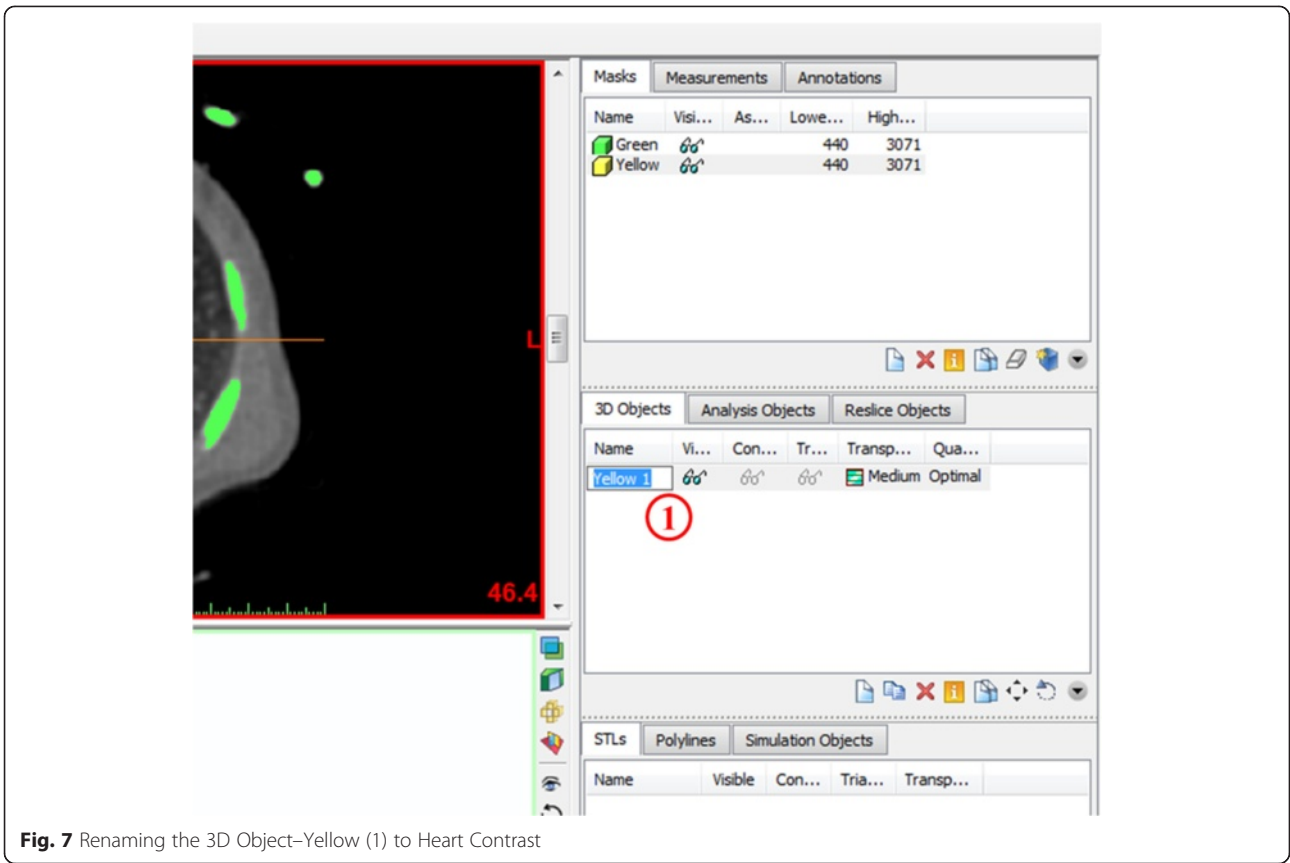 Masks Measurements Annotations
Name Visi... As... Lowe... High...
Green 440 3071
Yellow 440 3071
L
3D Objects Analysis Objects Reslice Objects
Name Vi... Con... Tr... Transp... Qua...
Yellow 1 Medium Optimal
1
46.4
STLs Polylines Simulation Objects
Name Visible Con... Tria... Transp...
Fig. 7 Renaming the 3D Object–Yellow (1) to Heart Contrast